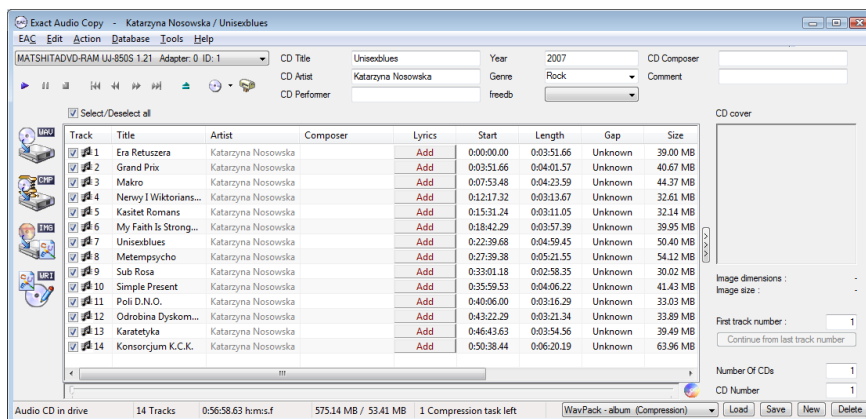 Exact Audio Copy - Katarzyna Nosowska / Unisexblues
EAC Edit Action Database Tools Help
MATSHITADVD-RAM UJ-850S 1.21 Adapter: 0 ID: 1
CD Title Unisexblues Year 2007 CD Composer
CD Artist Katarzyna Nosowska Genre Rock Comment
CD Performer freedb
Select/Deselect all CD cover
Track Title Artist Composer Lyrics Start Length Gap Size
1 Era Retuszera Katarzyna Nosowska Add 0:00:00.00 0:03:51.66 Unknown 39.00 MB
2 Grand Prix Katarzyna Nosowska Add 0:03:51.66 0:04:01.57 Unknown 40.67 MB
3 Makro Katarzyna Nosowska Add 0:07:53.48 0:04:23.59 Unknown 44.37 MB
4 Nerwy I Wiktorians... Katarzyna Nosowska Add 0:12:17.32 0:03:13.67 Unknown 32.61 MB
5 Kasitet Romans Katarzyna Nosowska Add 0:15:31.24 0:03:11.05 Unknown 32.14 MB
6 My Faith Is Strong... Katarzyna Nosowska Add 0:18:42.29 0:03:57.39 Unknown 39.95 MB
7 Unisexblues Katarzyna Nosowska Add 0:22:39.68 0:04:59.45 Unknown 50.40 MB
8 Metempsycho Katarzyna Nosowska Add 0:27:39.38 0:05:21.55 Unknown 54.12 MB
9 Sub Rosa Katarzyna Nosowska Add 0:33:01.18 0:02:58.35 Unknown 30.02 MB
10 Simple Present Katarzyna Nosowska Add 0:35:59.53 0:04:06.22 Unknown 41.43 MB
11 Poli D.N.O. Katarzyna Nosowska Add 0:40:06.00 0:03:16.29 Unknown 33.03 MB
12 Odrobina Dyskom... Katarzyna Nosowska Add 0:43:22.29 0:03:21.34 Unknown 33.89 MB
13 Karatetyka Katarzyna Nosowska Add 0:46:43.63 0:03:54.56 Unknown 39.49 MB
14 Konsorcjum K.C.K. Katarzyna Nosowska Add 0:50:38.44 0:06:20.19 Unknown 63.96 MB
WAV
CMP
IMG
WRI
Image dimensions : -
Image size : -
First track number : 1
Continue from last track number
Number Of CDs 1
CD Number 1
Audio CD in drive 14 Tracks 0:56:58.63 h:m:s.f 575.14 MB / 53.41 MB 1 Compression task left WavPack - album (Compression) Load Save New Delete